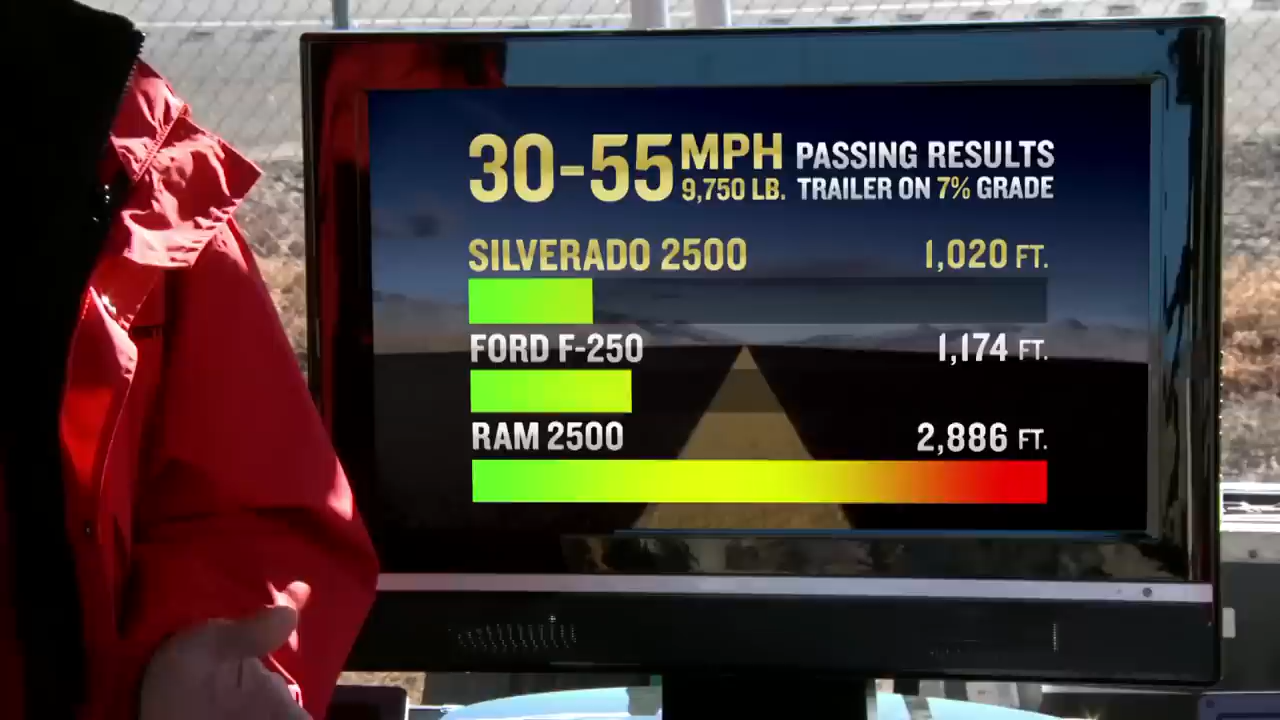 30-55 MPH PASSING RESULTS
9,750 LB. TRAILER ON 7% GRADE
SILVERADO 2500 1,020 FT.
FORD F-250 1,174 FT.
RAM 2500 2,886 FT.